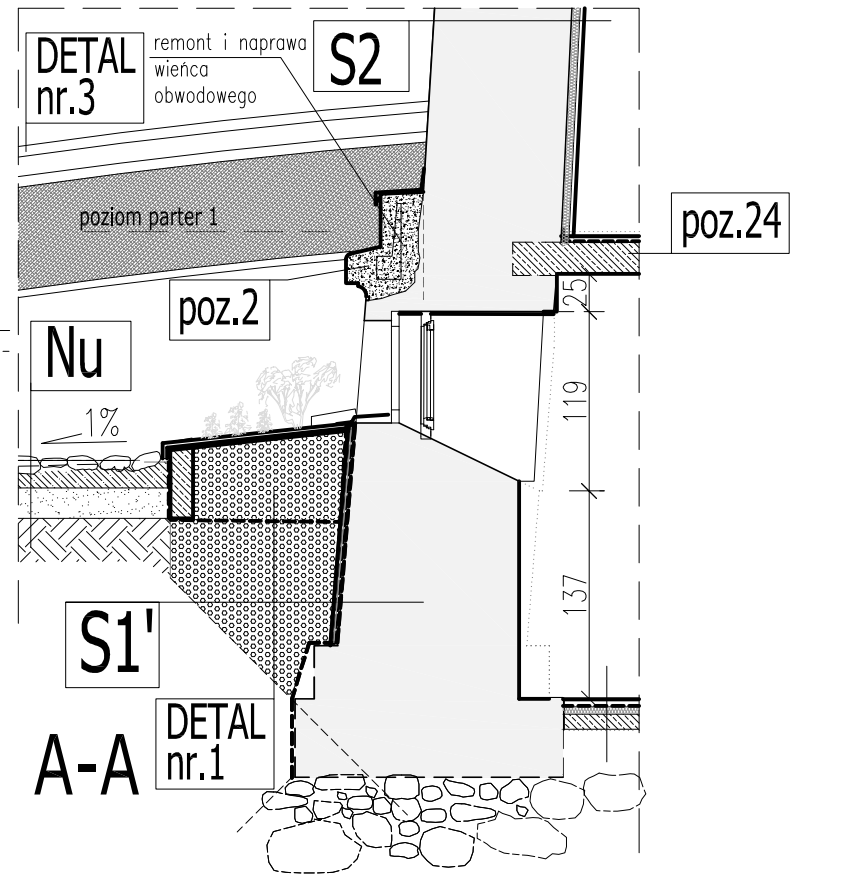 DETAL
nr.3
remont i naprawa
wieńca
obwodowego
S2
poziom parter 1
poz.24
poz.2
25
Nu
119
1%
137
S1'
DETAL
nr.1
A-A